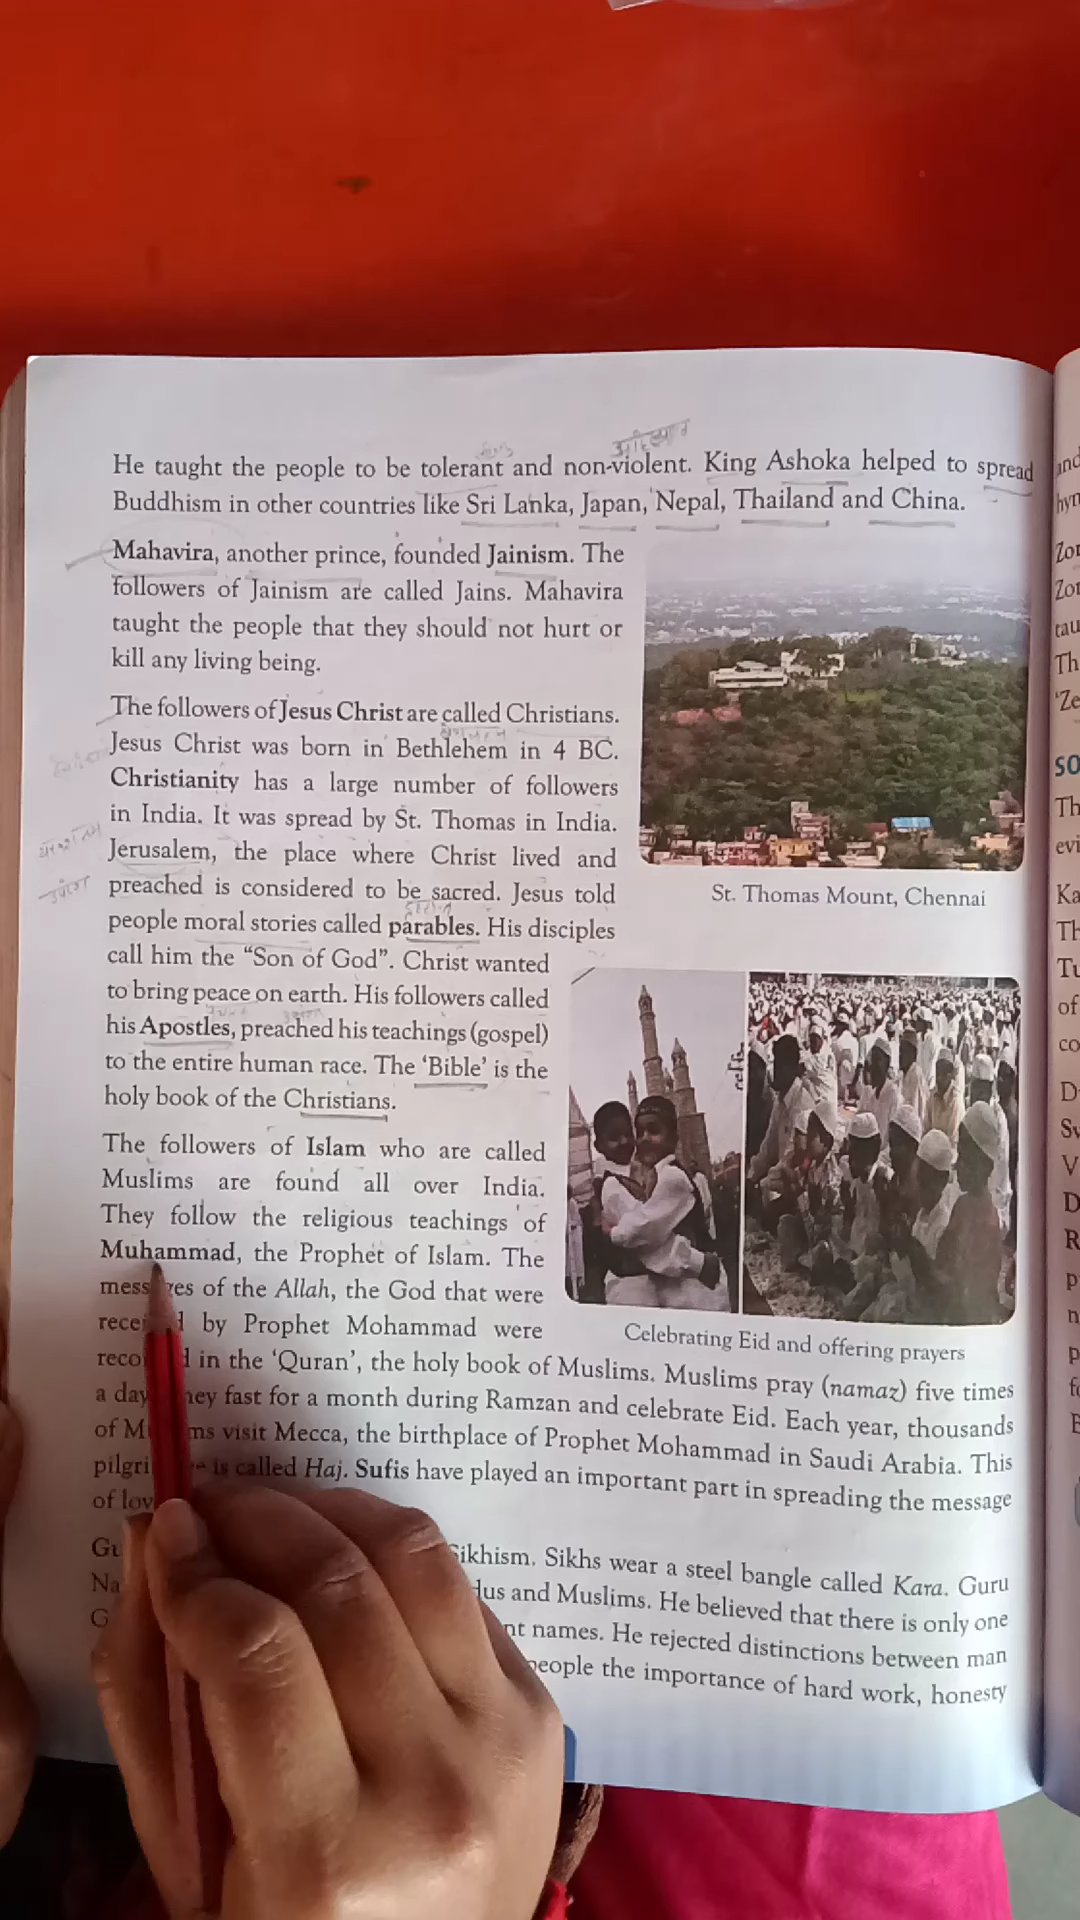 He taught the people to be tolerant and non-violent. King Ashoka helped to spread
Buddhism in other countries like Sri Lanka, Japan, Nepal, Thailand and China.
Mahavira, another prince, founded Jainism. The
followers of Jainism are called Jains. Mahavira
taught the people that they should not hurt or
kill any living being.
The followers of Jesus Christ are called Christians.
Jesus Christ was born in Bethlehem in 4 BC.
Christianity has a large number of followers
in India. It was spread by St. Thomas in India.
Jerusalem, the place where Christ lived and
preached is considered to be sacred. Jesus told
people moral stories called parables. His disciples
call him the “Son of God”. Christ wanted
to bring peace on earth. His followers called
his Apostles, preached his teachings (gospel)
to the entire human race. The ‘Bible’ is the
holy book of the Christians.
St. Thomas Mount, Chennai
The followers of Islam who are called
Muslims are found all over India.
They follow the religious teachings of
Muhammad, the Prophet of Islam. The
of the Allah, the God that were
by Prophet Mohammad were
Celebrating Eid and offering prayers
in the ‘Quran’, the holy book of Muslims. Muslims pray (namaz) five times
a day fast for a month during Ramzan and celebrate Eid. Each year, thousands
of visit Mecca, the birthplace of Prophet Mohammad in Saudi Arabia. This
is called Haj. Sufis have played an important part in spreading the message
of
Sikhism. Sikhs wear a steel bangle called Kara. Guru
and Muslims. He believed that there is only one
names. He rejected distinctions between man
people the importance of hard work, honesty